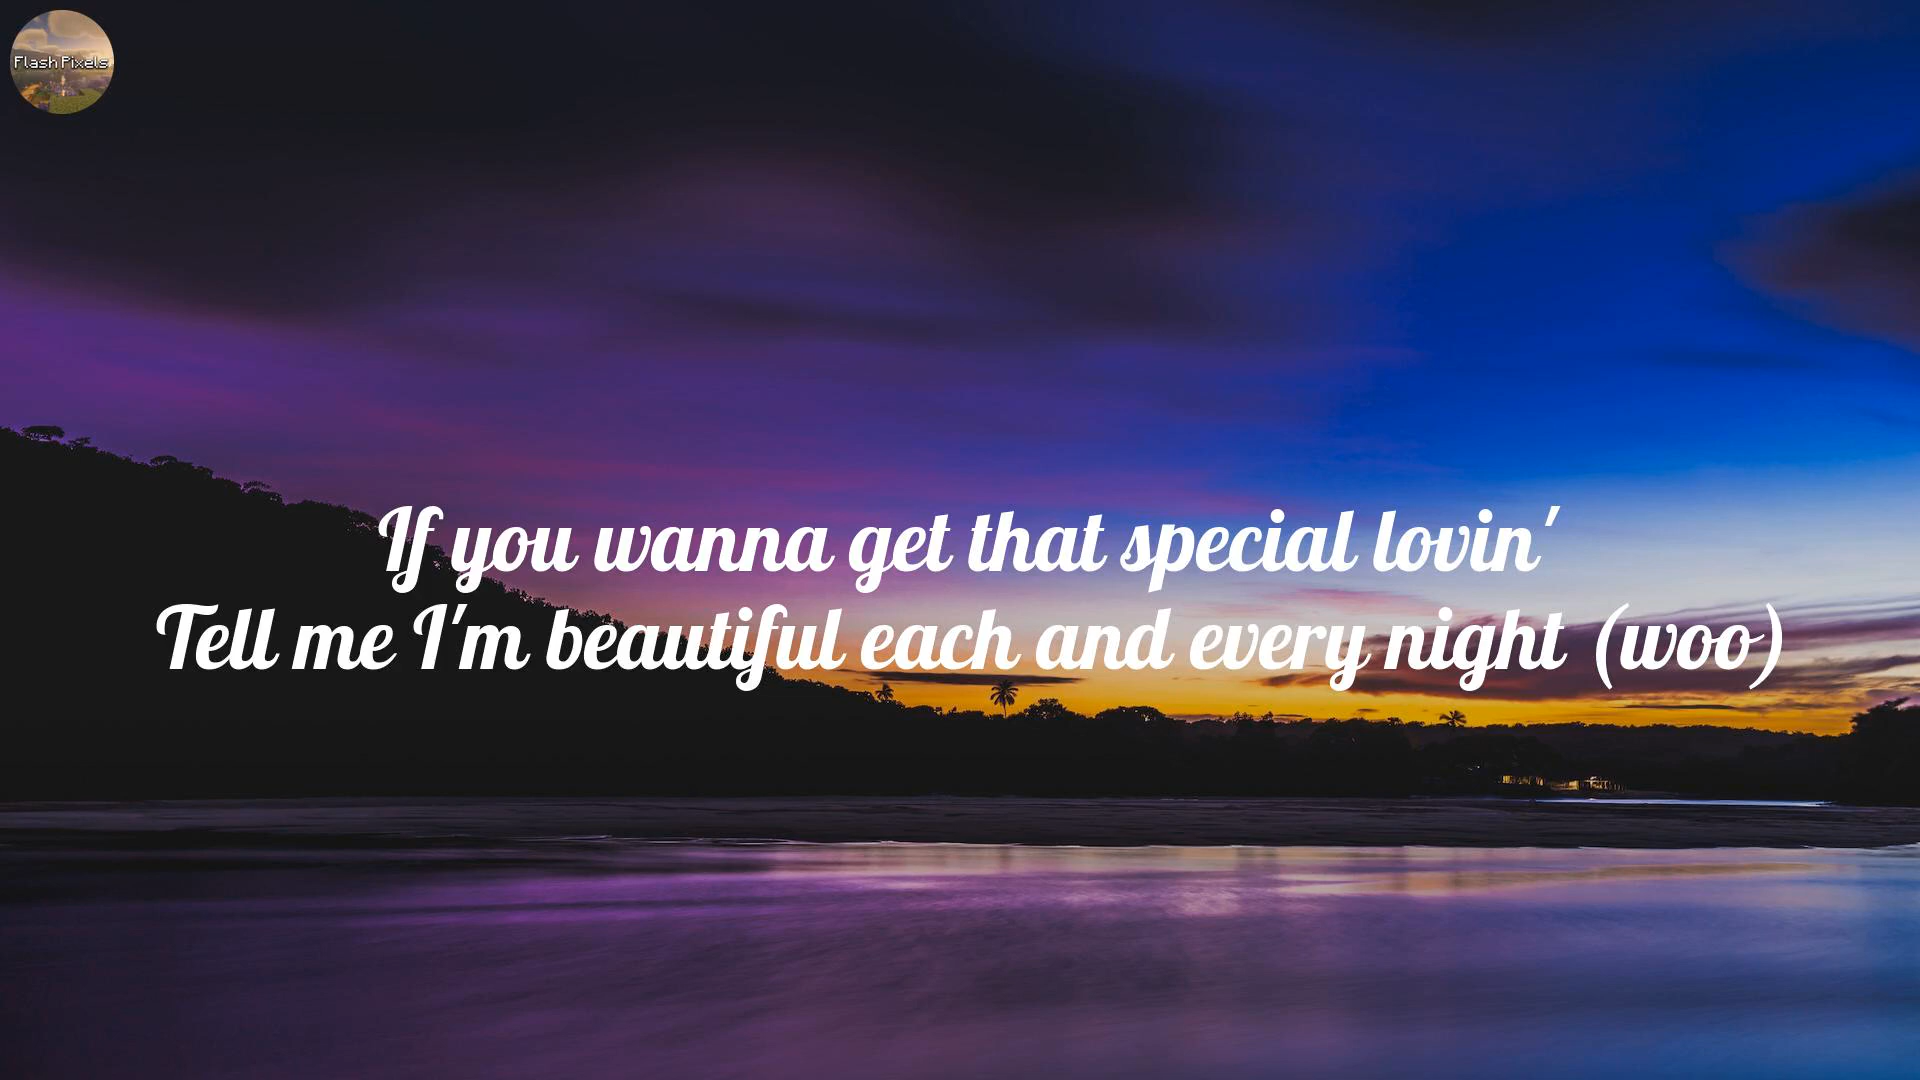 Flash Pixels
If you wanna get that special lovin'
Tell me I'm beautiful each and every night (woo)